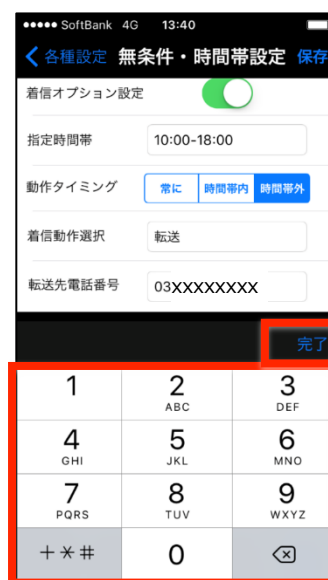 SoftBank 4G 13:40
各種設定 無条件・時間帯設定 保存
着信オプション設定
指定時間帯 10:00-18:00
動作タイミング 常に 時間帯内 時間帯外
着信動作選択 転送
転送先電話番号 03XXXXXXXX
完了
1 2 3
ABC DEF
4 5 6
GHI JKL MNO
7 8 9
PQRS TUV WXYZ
+*# 0